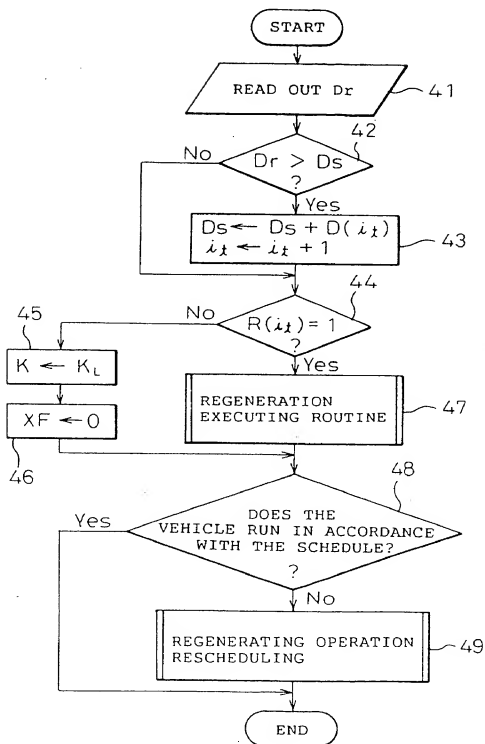 START
READ OUT Dr
41
42
No
Dr > Ds
?
Yes
Ds ← Ds + D(it)
it ← it + 1
43
44
No
R(it) = 1
?
Yes
45
K ← KL
REGENERATION
EXECUTING ROUTINE
47
XF ← 0
46
48
Yes
DOES THE
VEHICLE RUN IN ACCORDANCE
WITH THE SCHEDULE?
?
No
REGENERATING OPERATION
RESCHEDULING
49
END